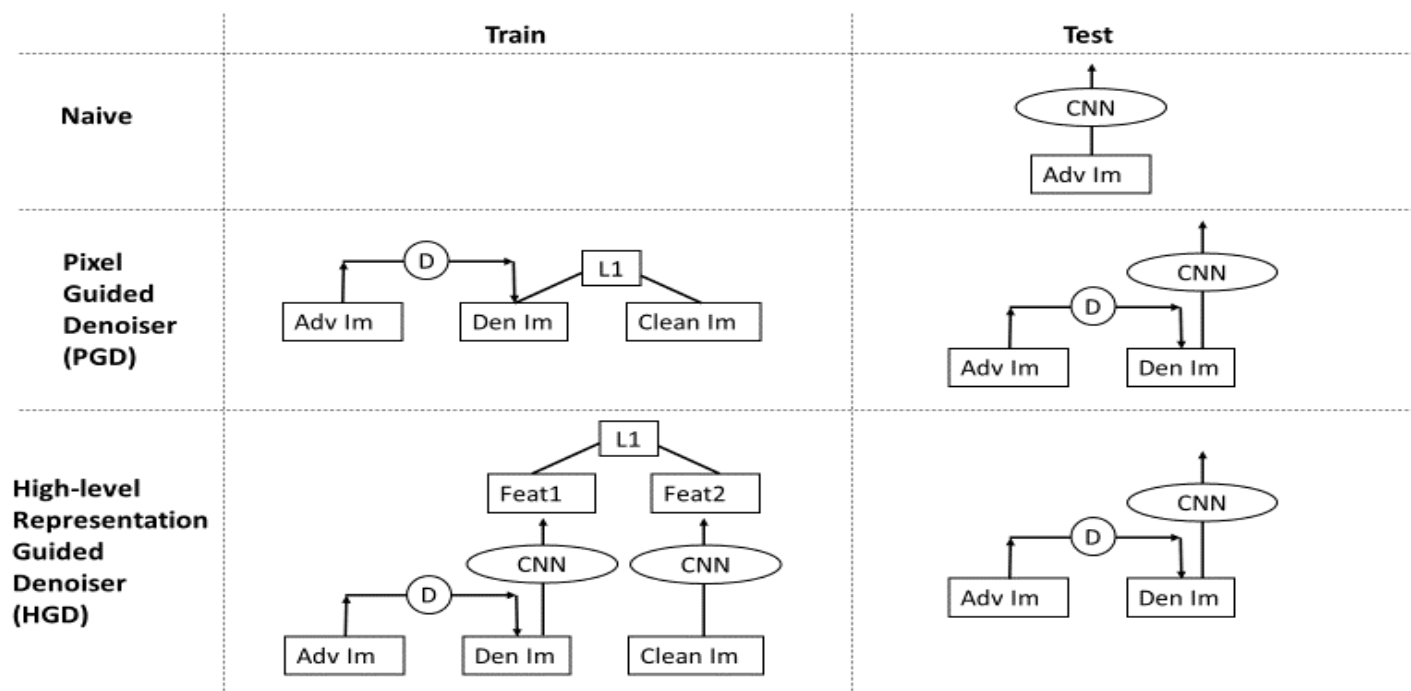 Train
Test
Naive
CNN
Adv Im
Pixel
Guided
Denoiser
(PGD)
D
L1
Adv Im
Den Im
Clean Im
CNN
D
Adv Im
Den Im
High-level
Representation
Guided
Denoiser
(HGD)
L1
Feat1
Feat2
CNN
CNN
D
Adv Im
Den Im
Clean Im
CNN
D
Adv Im
Den Im